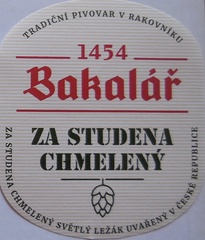 TRADIČNÍ PIVOVAR V RAKOVNÍKU
1454
Bakalář
ZA STUDENA
CHMELENÝ
ZA STUDENA CHMELENÝ SVĚTLÝ LEŽÁK UVAŘENÝ V ČESKÉ REPUBLICE